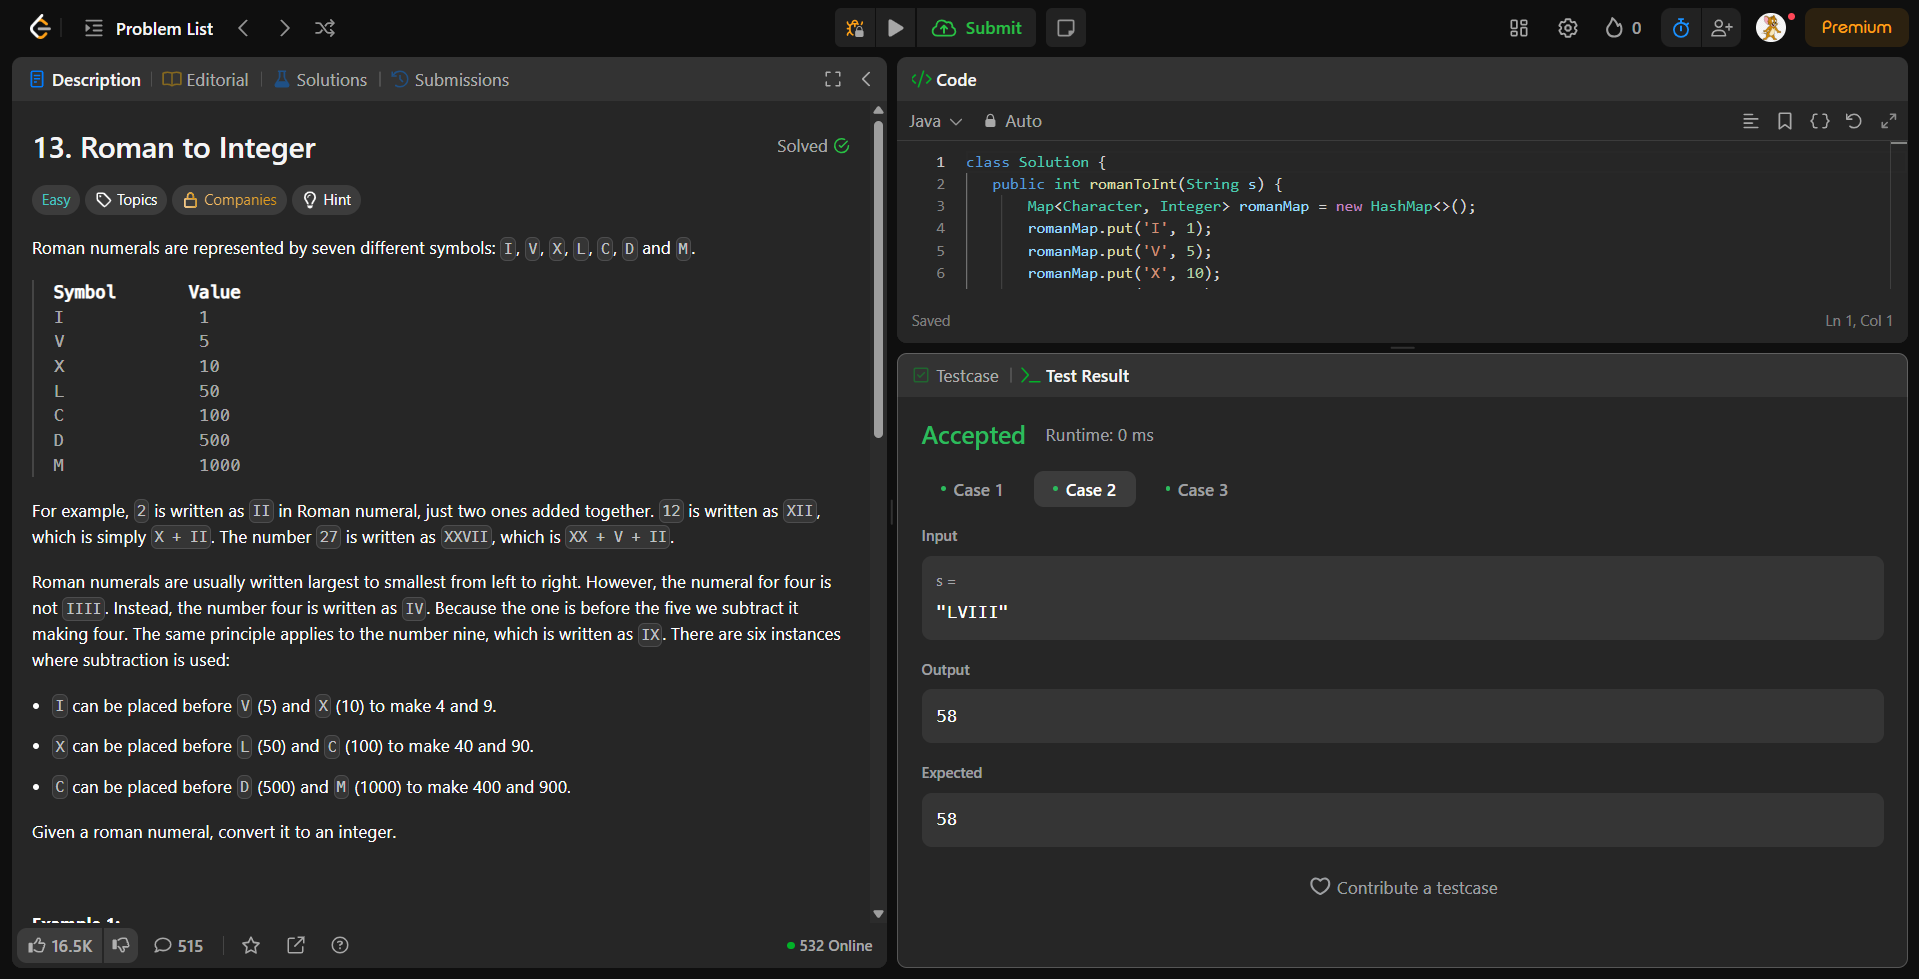 Problem List
Submit
0
Premium
Description
Editorial
Solutions
Submissions
13. Roman to Integer
Solved
Easy
Topics
Companies
Hint
Roman numerals are represented by seven different symbols: I, V, X, L, C, D and M.
Symbol Value
I 1
V 5
X 10
L 50
C 100
D 500
M 1000
For example, 2 is written as II in Roman numeral, just two ones added together. 12 is written as XII,
which is simply X + II. The number 27 is written as XXVII, which is XX + V + II.
Roman numerals are usually written largest to smallest from left to right. However, the numeral for four is
not IIII. Instead, the number four is written as IV. Because the one is before the five we subtract it
making four. The same principle applies to the number nine, which is written as IX. There are six instances
where subtraction is used:
• I can be placed before V (5) and X (10) to make 4 and 9.
• X can be placed before L (50) and C (100) to make 40 and 90.
• C can be placed before D (500) and M (1000) to make 400 and 900.
Given a roman numeral, convert it to an integer.
Example 1:
16.5K
515
532 Online
</> Code
Java
Auto
1 class Solution {
2 public int romanToInt(String s) {
3 Map<Character, Integer> romanMap = new HashMap<>();
4 romanMap.put('I', 1);
5 romanMap.put('V', 5);
6 romanMap.put('X', 10);
Saved
Ln 1, Col 1
Testcase
Test Result
Accepted
Runtime: 0 ms
• Case 1
• Case 2
• Case 3
Input
s =
"LVIII"
Output
58
Expected
58
Contribute a testcase